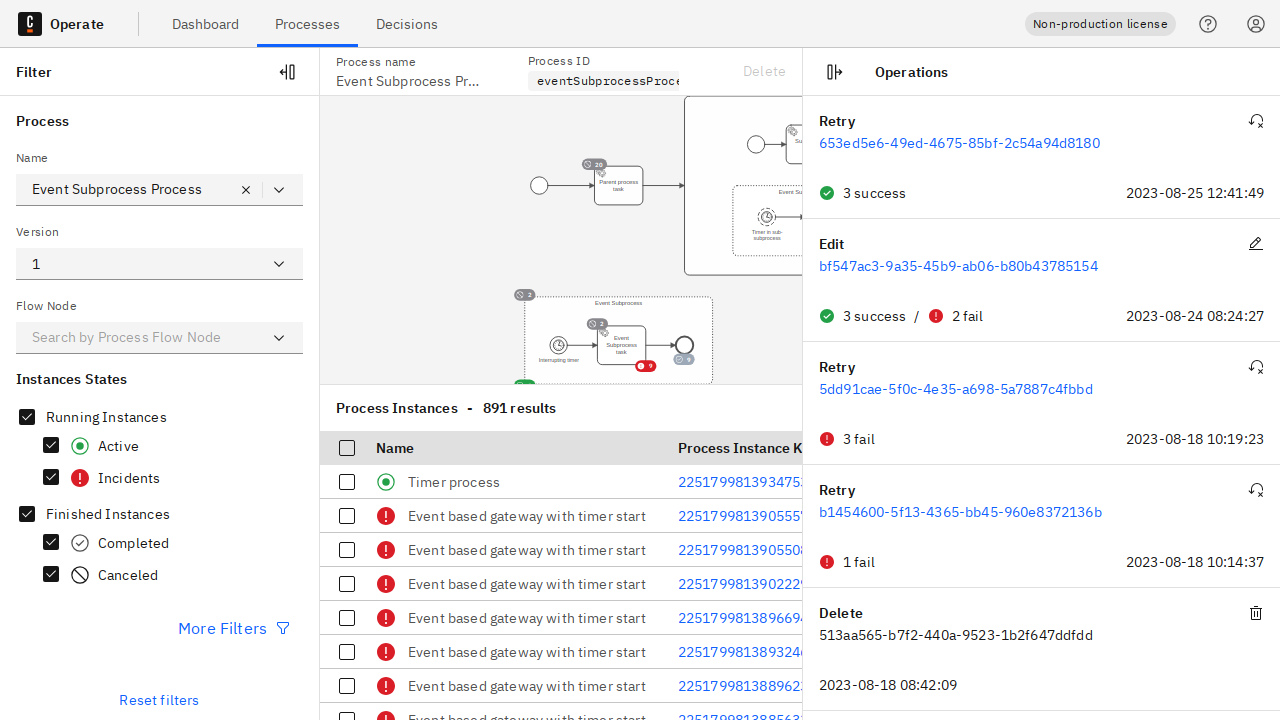 Operate
Dashboard
Processes
Decisions
Non-production license
Filter
Process
Name
Event Subprocess Process
Version
1
Flow Node
Search by Process Flow Node
Instances States
Running Instances
Active
Incidents
Finished Instances
Completed
Canceled
More Filters
Reset filters
Process name
Event Subprocess Pr...
Process ID
eventSubprocessProce
Delete
20
Parent process
task
Event Su
Timer in sub-
subprocess
2
Event Subprocess
2
Event
Subprocess
task
Interrupting timer
9
9
Process Instances - 891 results
Name
Process Instance K
Timer process
225179981393475
Event based gateway with timer start
225179981390555
Event based gateway with timer start
225179981390550
Event based gateway with timer start
225179981390222
Event based gateway with timer start
225179981389669
Event based gateway with timer start
225179981389324
Event based gateway with timer start
225179981388962
Event based gateway with timer start
Operations
Retry
653ed5e6-49ed-4675-85bf-2c54a94d8180
3 success
2023-08-25 12:41:49
Edit
bf547ac3-9a35-45b9-ab06-b80b43785154
3 success / 2 fail
2023-08-24 08:24:27
Retry
5dd91cae-5f0c-4e35-a698-5a7887c4fbbd
3 fail
2023-08-18 10:19:23
Retry
b1454600-5f13-4365-bb45-960e8372136b
1 fail
2023-08-18 10:14:37
Delete
513aa565-b7f2-440a-9523-1b2f647ddfdd
2023-08-18 08:42:09